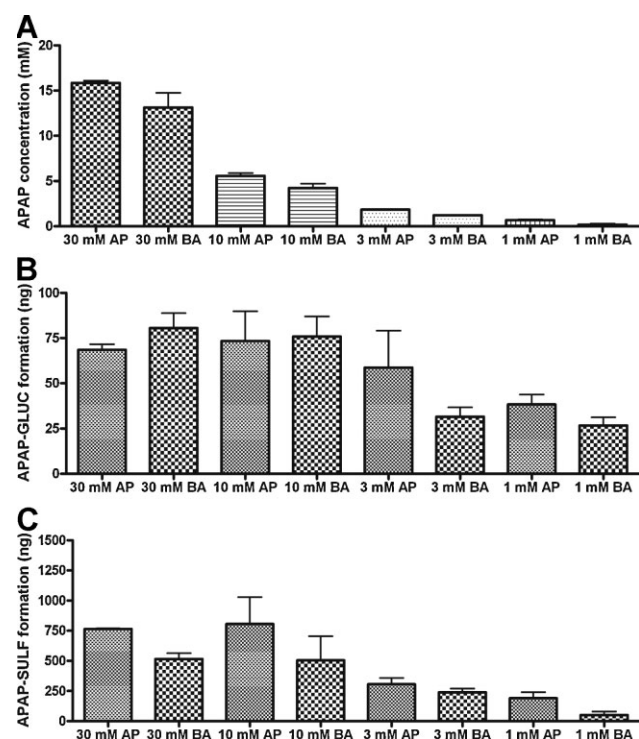 A
APAP concentration (mM)
20
15
10
5
0
30 mM AP 30 mM BA 10 mM AP 10 mM BA 3 mM AP 3 mM BA 1 mM AP 1 mM BA
B
APAP-GLUC formation (ng)
100
75
50
25
0
30 mM AP 30 mM BA 10 mM AP 10 mM BA 3 mM AP 3 mM BA 1 mM AP 1 mM BA
C
APAP-SULF formation (ng)
1500
1250
1000
750
500
250
0
30 mM AP 30 mM BA 10 mM AP 10 mM BA 3 mM AP 3 mM BA 1 mM AP 1 mM BA